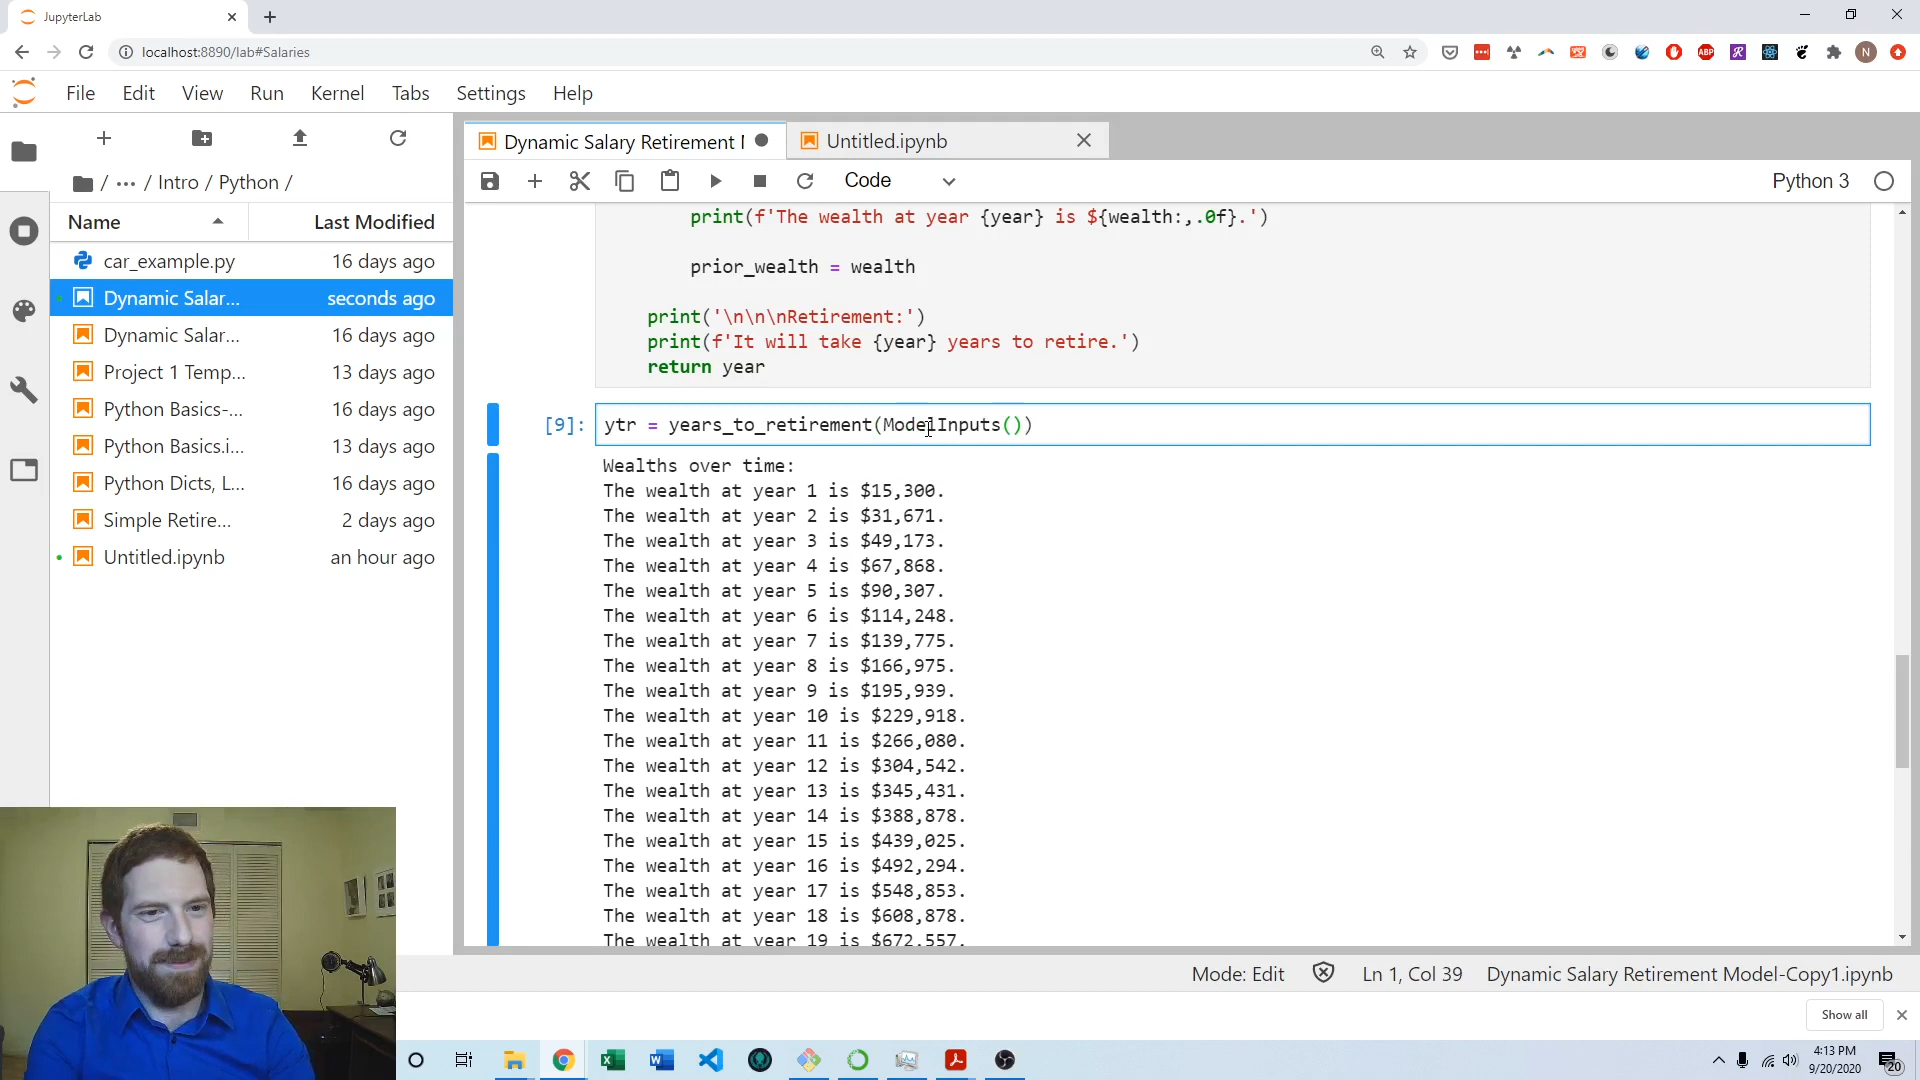 JupyterLab
localhost:8890/lab#Salaries
ABP
N
File Edit View Run Kernel Tabs Settings Help
/ ··· / Intro / Python /
Name Last Modified
car_example.py 16 days ago
Dynamic Salar... seconds ago
Dynamic Salar... 16 days ago
Project 1 Temp... 13 days ago
Python Basics-... 16 days ago
Python Basics.i... 13 days ago
Python Dicts, L... 16 days ago
Simple Retire... 2 days ago
Untitled.ipynb an hour ago
Dynamic Salary Retirement
Untitled.ipynb
Code
Python 3
print(f'The wealth at year {year} is ${wealth:,.0f}.')
prior_wealth = wealth
print('\n\n\nRetirement:')
print(f'It will take {year} years to retire.')
return year
[9]: ytr = years_to_retirement(ModelInputs())
Wealths over time:
The wealth at year 1 is $15,300.
The wealth at year 2 is $31,671.
The wealth at year 3 is $49,173.
The wealth at year 4 is $67,868.
The wealth at year 5 is $90,307.
The wealth at year 6 is $114,248.
The wealth at year 7 is $139,775.
The wealth at year 8 is $166,975.
The wealth at year 9 is $195,939.
The wealth at year 10 is $229,918.
The wealth at year 11 is $266,080.
The wealth at year 12 is $304,542.
The wealth at year 13 is $345,431.
The wealth at year 14 is $388,878.
The wealth at year 15 is $439,025.
The wealth at year 16 is $492,294.
The wealth at year 17 is $548,853.
The wealth at year 18 is $608,878.
The wealth at year 19 is $672,557.
Mode: Edit Ln 1, Col 39 Dynamic Salary Retirement Model-Copy1.ipynb
Show all
4:13 PM
9/20/2020
20